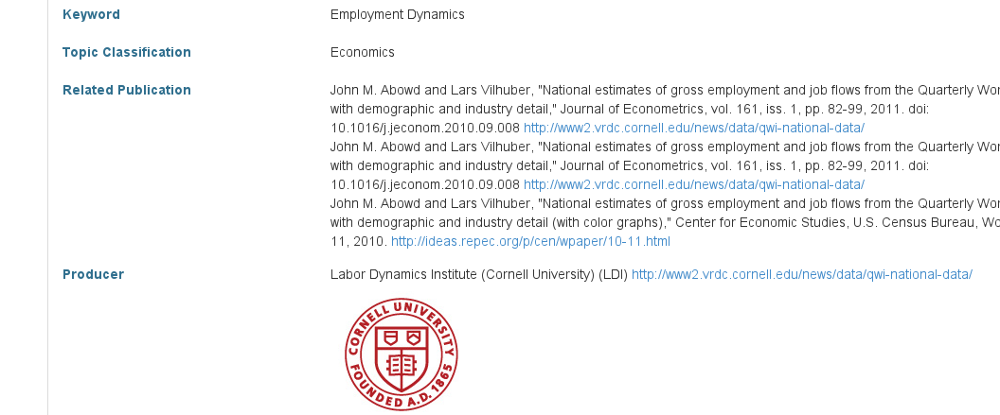 Keyword
Employment Dynamics
Topic Classification
Economics
Related Publication
John M. Abowd and Lars Vilhuber, "National estimates of gross employment and job flows from the Quarterly Wor
with demographic and industry detail," Journal of Econometrics, vol. 161, iss. 1, pp. 82-99, 2011. doi:
10.1016/j.jeconom.2010.09.008 http://www2.vrdc.cornell.edu/news/data/qwi-national-data/
John M. Abowd and Lars Vilhuber, "National estimates of gross employment and job flows from the Quarterly Wor
with demographic and industry detail," Journal of Econometrics, vol. 161, iss. 1, pp. 82-99, 2011. doi:
10.1016/j.jeconom.2010.09.008 http://www2.vrdc.cornell.edu/news/data/qwi-national-data/
John M. Abowd and Lars Vilhuber, "National estimates of gross employment and job flows from the Quarterly Wor
with demographic and industry detail (with color graphs)," Center for Economic Studies, U.S. Census Bureau, Wo
11, 2010. http://ideas.repec.org/p/cen/wpaper/10-11.html
Producer
Labor Dynamics Institute (Cornell University) (LDI) http://www2.vrdc.cornell.edu/news/data/qwi-national-data/
CORNELL UNIVERSITY
FOUNDED A.D. 1865